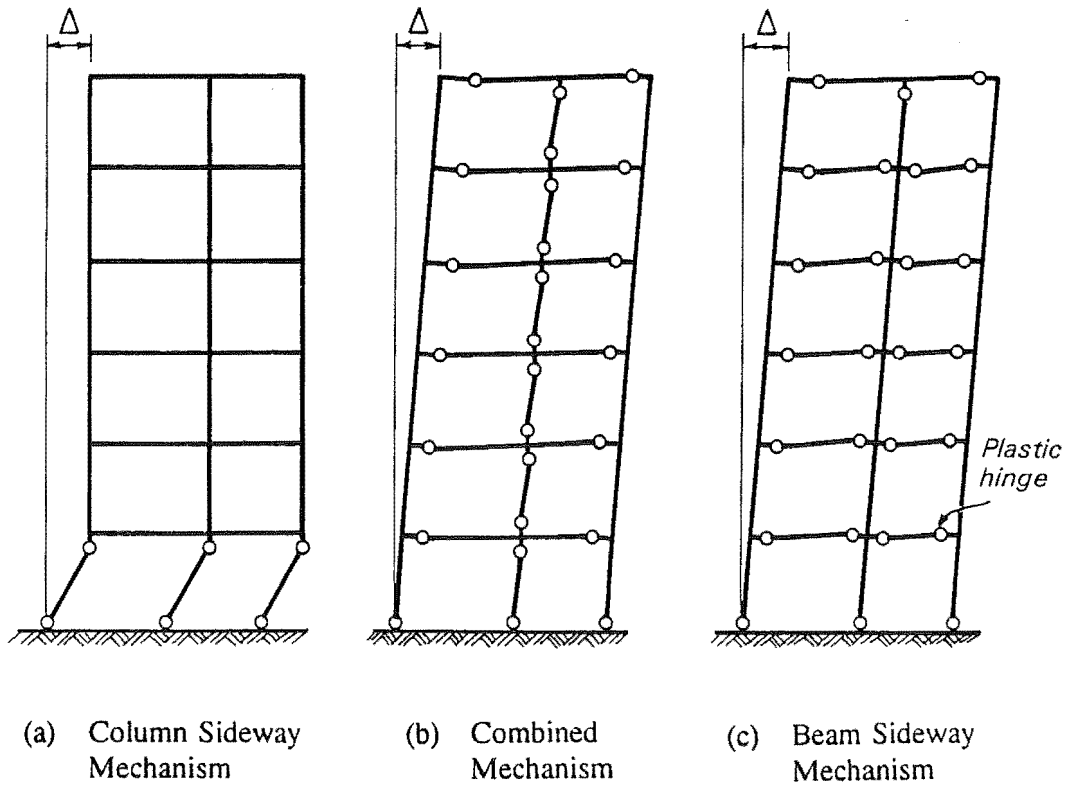 Δ
Δ
Δ
Plastic
hinge
(a) Column Sideway
Mechanism
(b) Combined
Mechanism
(c) Beam Sideway
Mechanism